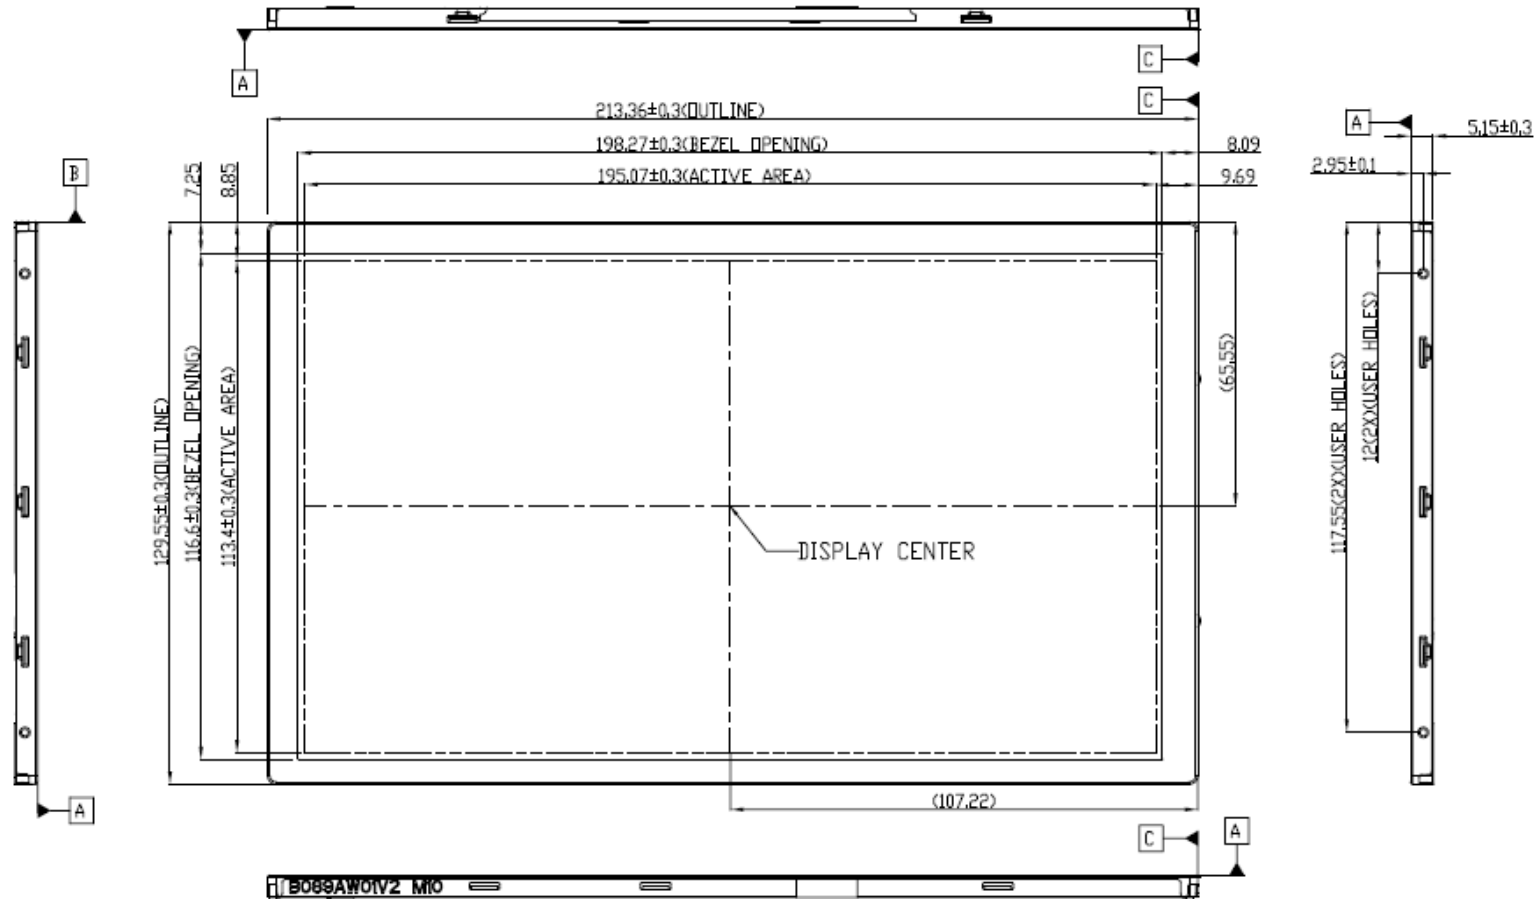 A
C
C
213.36±0.3(OUTLINE)
198.27±0.3(BEZEL OPENING)
8.09
195.07±0.3(ACTIVE AREA)
9.69
A
5.15±0.3
2.95±0.1
B
7.25
8.85
129.55±0.3(OUTLINE)
116.6±0.3(BEZEL OPENING)
113.4±0.3(ACTIVE AREA)
(65.55)
117.55(2X)(USER HOLES)
12(2X)(USER HOLES)
DISPLAY CENTER
(107.22)
A
C
A
B089AW01V2 M10